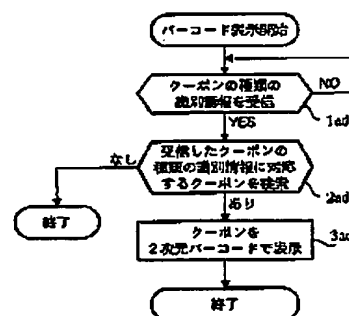 バーコード表示開始
クーポンの種類の
識別情報を受信
NO
1ad
YES
受信したクーポンの
種類の識別情報に対応
するクーポンを検索
なし
2ad
あり
終了
クーポンを
2次元バーコードで表示
3ad
終了